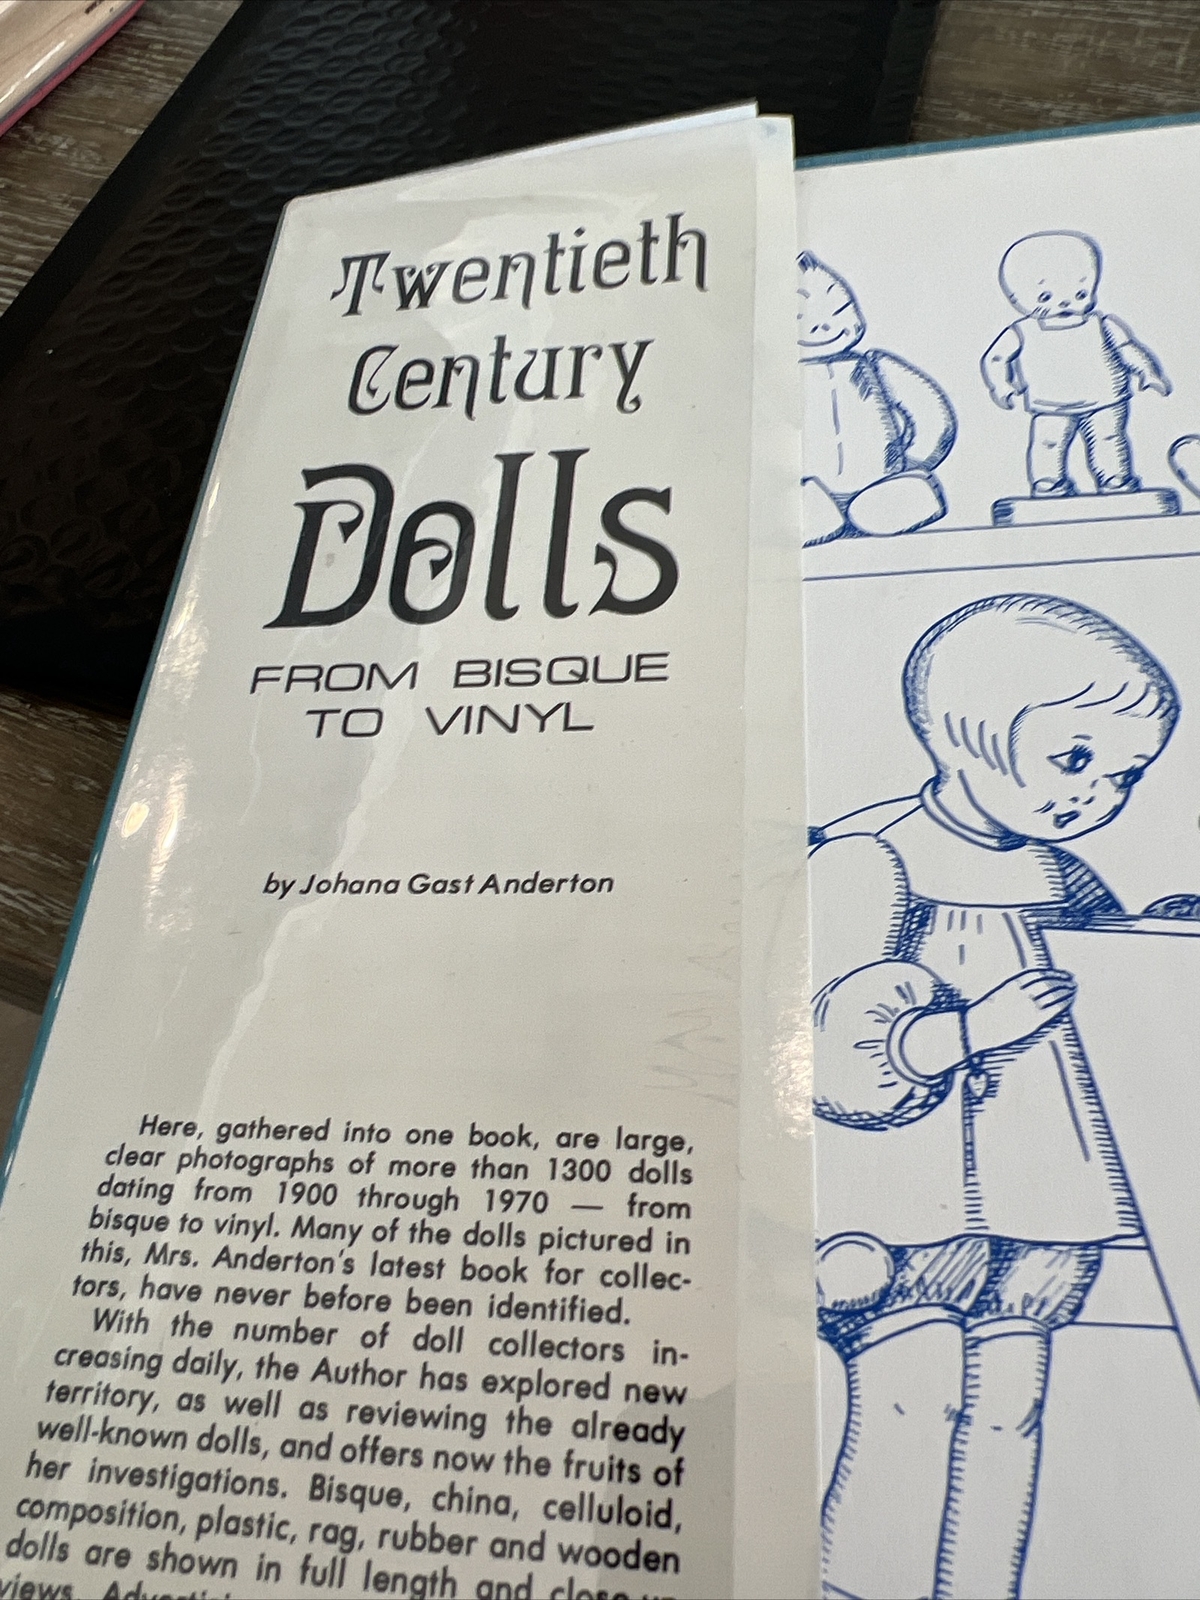 Twentieth
Century
Dolls
FROM BISQUE
TO VINYL
by Johana Gast Anderton
Here, gathered into one book, are large,
clear photographs of more than 1300 dolls
dating from 1900 through 1970 — from
bisque to vinyl. Many of the dolls pictured in
this, Mrs. Anderton's latest book for collec-
tors, have never before been identified.
With the number of doll collectors in-
creasing daily, the Author has explored new
territory, as well as reviewing the already
well-known dolls, and offers now the fruits of
her investigations. Bisque, china, celluloid,
composition, plastic, rag, rubber and wooden
dolls are shown in full length and close-up
views.